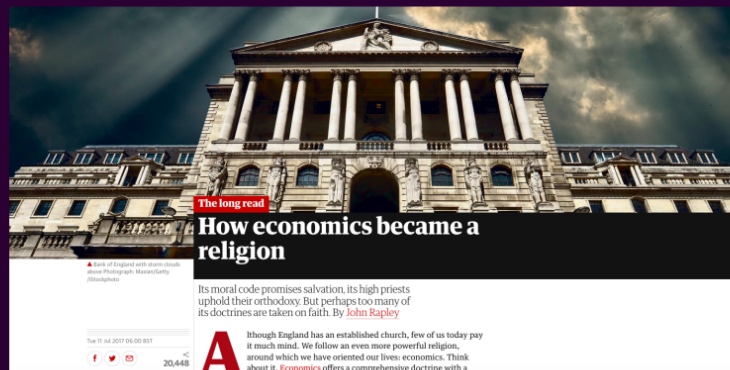 The long read
How economics became a
religion
Bank of England with storm clouds
above Photograph: Maxian/Getty
/iStockphoto
Its moral code promises salvation, its high priests
uphold their orthodoxy. But perhaps too many of
its doctrines are taken on faith. By John Rapley
Tue 11 Jul 2017 06.00 BST
20,448
Although England has an established church, few of us today pay
it much mind. We follow an even more powerful religion,
around which we have oriented our lives: economics. Think
about it. Economics offers a comprehensive doctrine with a